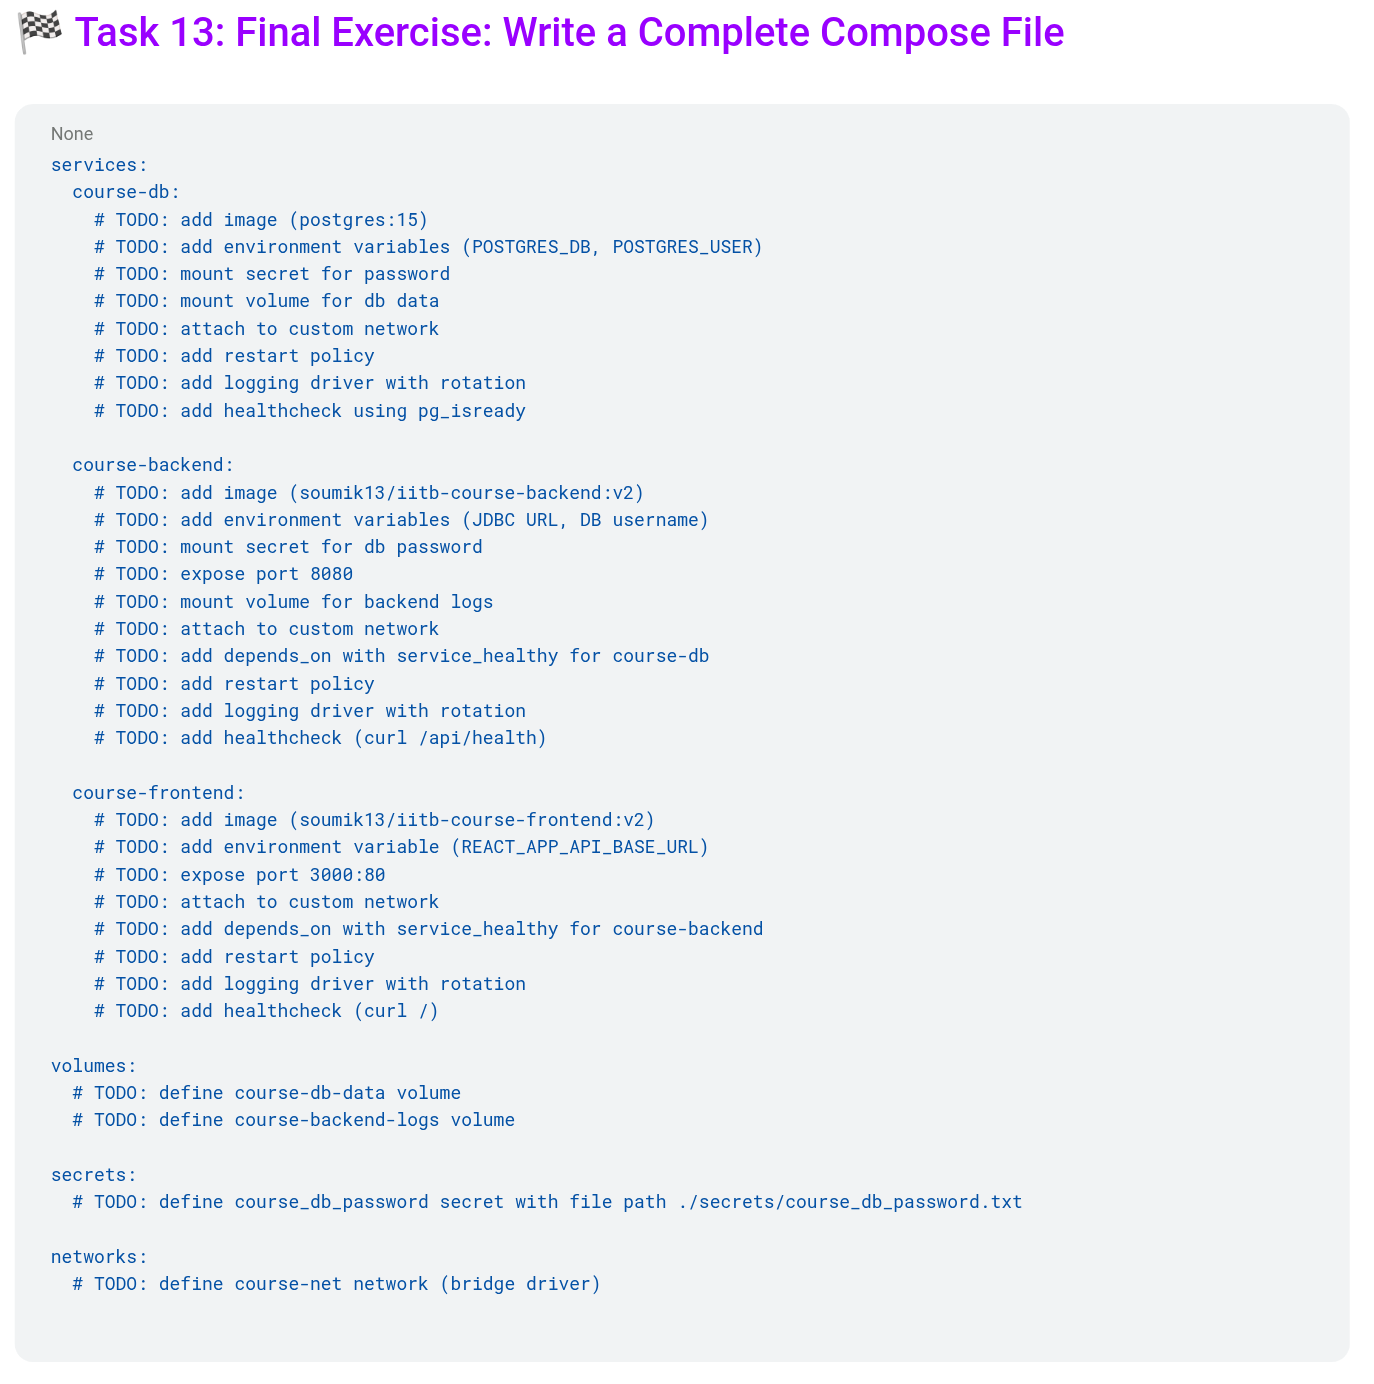 Task 13: Final Exercise: Write a Complete Compose File
None
services:
  course-db:
    # TODO: add image (postgres:15)
    # TODO: add environment variables (POSTGRES_DB, POSTGRES_USER)
    # TODO: mount secret for password
    # TODO: mount volume for db data
    # TODO: attach to custom network
    # TODO: add restart policy
    # TODO: add logging driver with rotation
    # TODO: add healthcheck using pg_isready

  course-backend:
    # TODO: add image (soumik13/iitb-course-backend:v2)
    # TODO: add environment variables (JDBC URL, DB username)
    # TODO: mount secret for db password
    # TODO: expose port 8080
    # TODO: mount volume for backend logs
    # TODO: attach to custom network
    # TODO: add depends_on with service_healthy for course-db
    # TODO: add restart policy
    # TODO: add logging driver with rotation
    # TODO: add healthcheck (curl /api/health)

  course-frontend:
    # TODO: add image (soumik13/iitb-course-frontend:v2)
    # TODO: add environment variable (REACT_APP_API_BASE_URL)
    # TODO: expose port 3000:80
    # TODO: attach to custom network
    # TODO: add depends_on with service_healthy for course-backend
    # TODO: add restart policy
    # TODO: add logging driver with rotation
    # TODO: add healthcheck (curl /)

volumes:
  # TODO: define course-db-data volume
  # TODO: define course-backend-logs volume

secrets:
  # TODO: define course_db_password secret with file path ./secrets/course_db_password.txt

networks:
  # TODO: define course-net network (bridge driver)